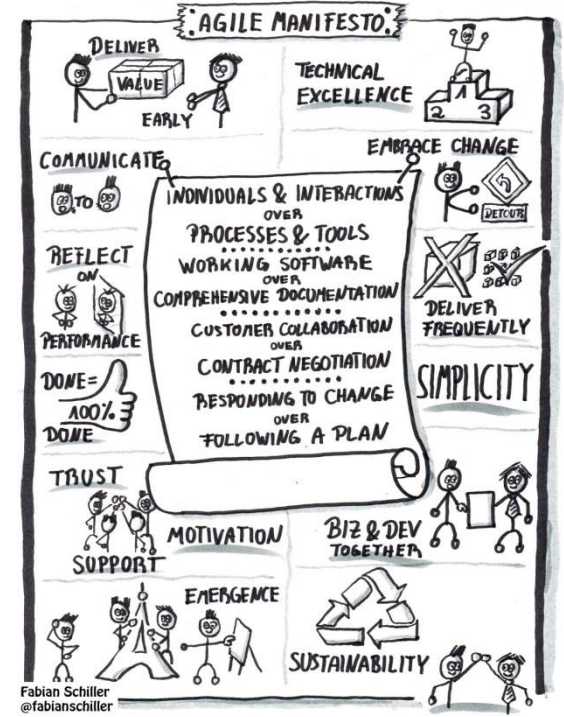 AGILE MANIFESTO
DELIVER
VALUE
EARLY
TECHNICAL
EXCELLENCE
1
2 3
COMMUNICATE
TO
EMBRACE CHANGE
DETOUR
REFLECT
ON
PERFORMANCE
INDIVIDUALS & INTERACTIONS
OVER
PROCESSES & TOOLS
WORKING SOFTWARE
OVER
COMPREHENSIVE DOCUMENTATION
CUSTOMER COLLABORATION
OVER
CONTRACT NEGOTIATION
RESPONDING TO CHANGE
OVER
FOLLOWING A PLAN
DELIVER
FREQUENTLY
DONE=
100%
DONE
SIMPLICITY
TRUST
SUPPORT
MOTIVATION
BIZ & DEV
TOGETHER
EMERGENCE
SUSTAINABILITY
Fabian Schiller
@fabianschiller